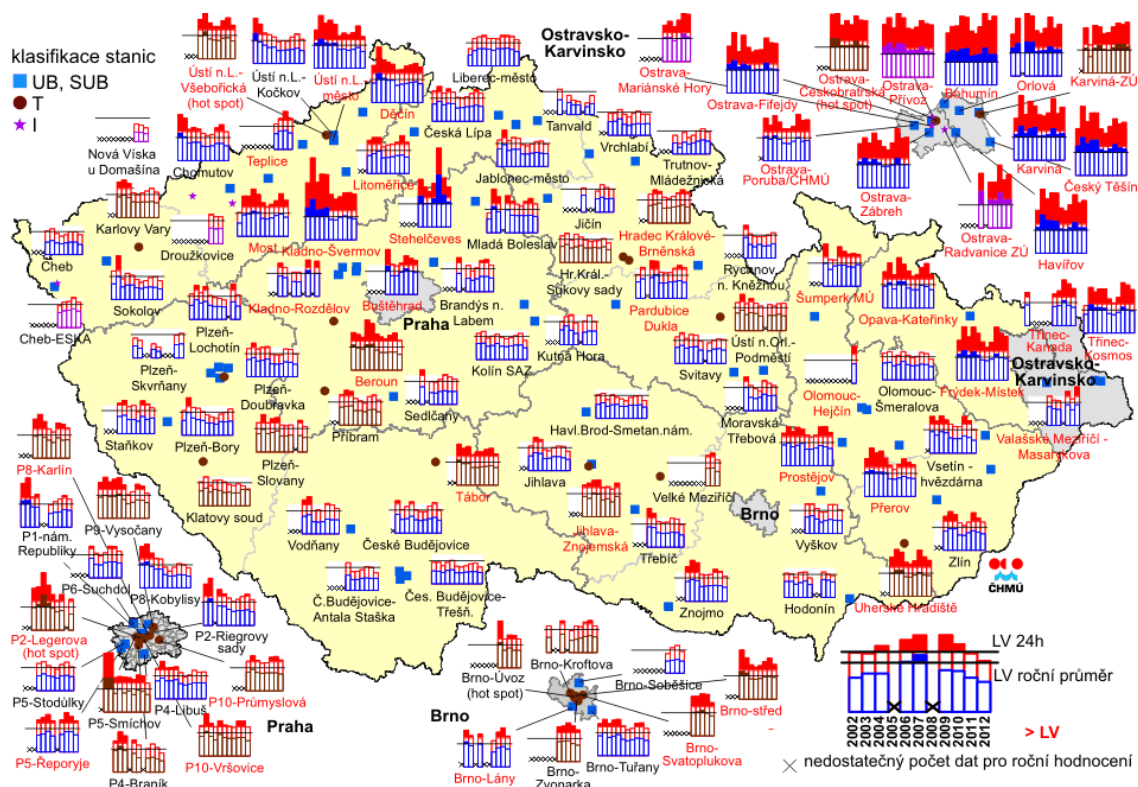 klasifikace stanic
UB, SUB
T
I
Ústí n.L.-
Všebořická
(hot spot)
Ústí n.L.-
Kočkov
Ústí n.L.-
město
Děčín
Liberec-město
Ostravsko-
Karvinsko
Ostrava-
Mariánské Hory
Ostrava-Fifejdy
Ostrava-
Českobratrská
(hot spot)
Ostrava-
Přívoz
Bohumín
Orlová
Karviná-ZÚ
Nová Víska
u Domašína
Chomutov
Teplice
Litoměřice
Česká Lípa
Jablonec-město
Tanvald
Vrchlabí
Trutnov-
Mládežnická
Ostrava-
Poruba/CHMÚ
Ostrava-
Zábřeh
Ostrava-
Radvanice ZÚ
Karviná
Český Těšín
Havířov
Karlovy Vary
Droužkovice
Most
Kladno-Švermov
Stehelčeves
Mladá Boleslav
Jičín
Hradec Králové-
Brněnská
Cheb
Sokolov
Cheb-ESKA
Kladno-Rozdělov
Buštěhrad
Praha
Brandýs n.
Labem
Hr.Král.-
Sukovy sady
Pardubice
Dukla
Rychnov
n. Kněžnou
Šumperk MÚ
Opava-Kateřinky
Třinec-
Kanada
Třinec-
Kosmos
Plzeň-
Lochotín
Plzeň-
Skvrňany
Plzeň-
Doubravka
Beroun
Kolín SAZ
Kutná Hora
Ústí n.Orl.-
Podměstí
Svitavy
Olomouc-
Hejčín
Olomouc-
Šmeralova
Frýdek-Místek
Ostravsko-
Karvinsko
Staňkov
Plzeň-Bory
Plzeň-
Slovany
Příbram
Sedlčany
Havl.Brod-Smetan.nám.
Moravská
Třebová
Valašské Meziříčí -
Masarykova
Klatovy soud
Tábor
Jihlava
Velké Meziříčí
Prostějov
Přerov
Vsetín -
hvězdárna
P8-Karlín
P9-Vysočany
P1-nám.
Republiky
P6-Suchdol
P8-Kobylisy
Vodňany
České Budějovice
Jihlava-
Znojemská
Třebíč
Brno
Vyškov
Zlín
Č.Budějovice-
Antala Staška
Čes. Budějovice-
Třešň.
Znojmo
Hodonín
Uherské Hradiště
ČHMÚ
P2-Legerova
(hot spot)
P2-Riegrovy
sady
P5-Stodůlky
P5-Smíchov
P4-Libuš
P10-Průmyslová
P5-Řeporyje
P4-Braník
P10-Vršovice
Praha
Brno-Úvoz
(hot spot)
Brno-Kroftova
Brno-Soběšice
Brno-střed
Brno
Brno-Lány
Brno-
Zvonařka
Brno-Tuřany
Brno-
Svatoplukova
LV 24h
LV roční průměr
2002
2003
2004
2005
2006
2007
2008
2009
2010
2011
2012
> LV
nedostatečný počet dat pro roční hodnocení